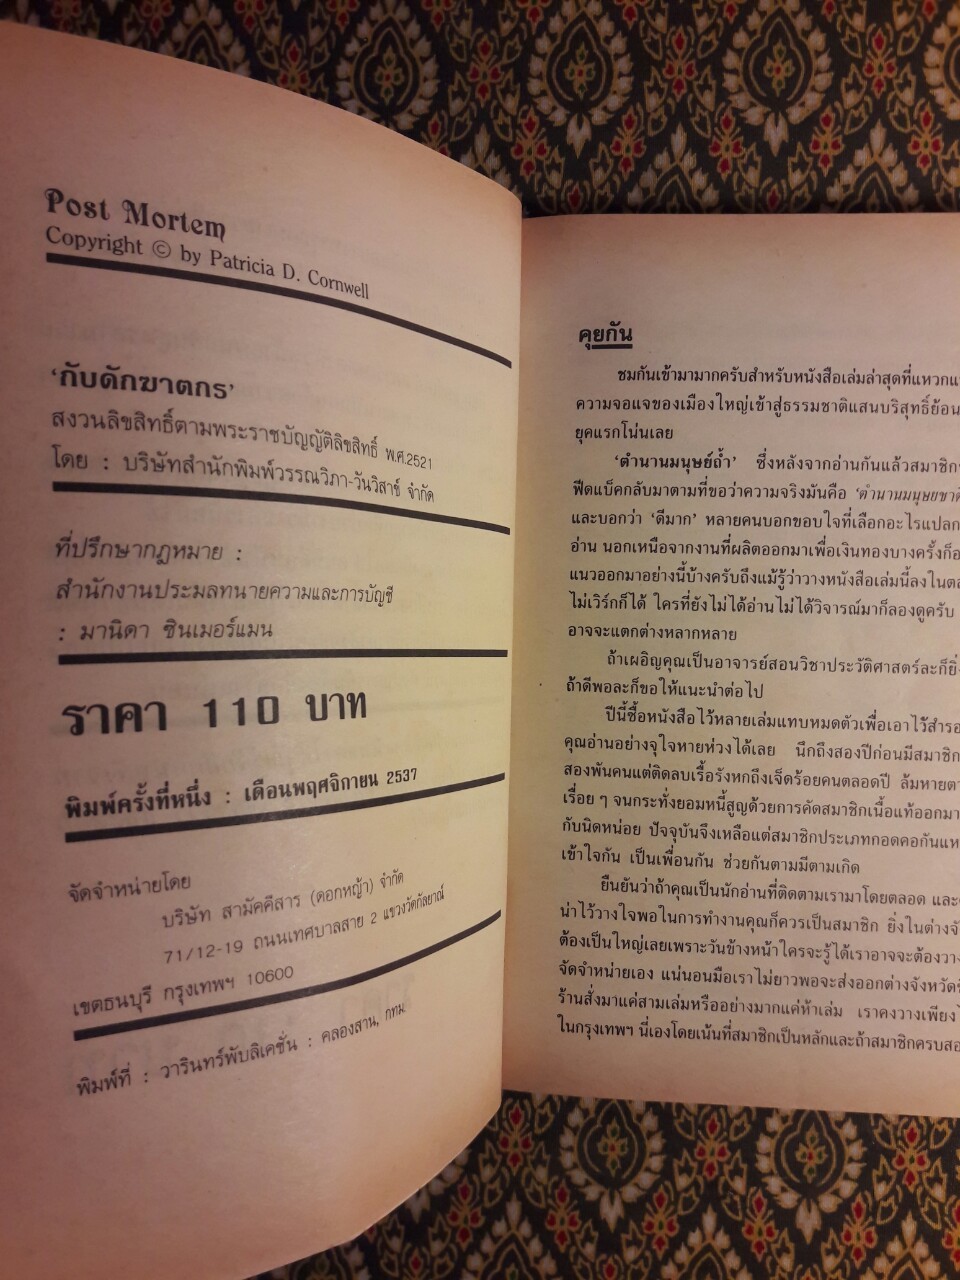 Post Mortem
Copyright © by Patricia D. Cornwell
'กับดักฆาตกร'
สงวนลิขสิทธิ์ตามพระราชบัญญัติลิขสิทธิ์ พ.ศ.2521
โดย : บริษัทสำนักพิมพ์วรรณวิภา-วันวิสาข์ จำกัด
ที่ปรึกษากฎหมาย :
สำนักงานประมลทนายความและการบัญชี
: มานิดา ซินเมอร์แมน
ราคา 110 บาท
พิมพ์ครั้งที่หนึ่ง : เดือนพฤศจิกายน 2537
จัดจำหน่ายโดย
บริษัท สามัคคีสาร (ดอกหญ้า) จำกัด
71/12-19 ถนนเทศบาลสาย 2 แขวงวัดกัลยาณ์
เขตธนบุรี กรุงเทพฯ 10600
พิมพ์ที่ : วารินทร์พับลิเคชั่น : คลองสาน, กทม.
คุยกัน
ชมกันเข้ามามากครับสำหรับหนังสือเล่มล่าสุดที่แหวกแ
ความจอแจของเมืองใหญ่เข้าสู่ธรรมชาติแสนบริสุทธิ์ย้อน
ยุคแรกโน่นเลย
'ตำนานมนุษย์ถ้ำ' ซึ่งหลังจากอ่านกันแล้วสมาชิก
ฟีดแบ็คกลับมาตามที่ขอว่าความจริงมันคือ 'ตำนานมนุษยชาติ
และบอกว่า 'ดีมาก' หลายคนบอกขอบใจที่เลือกอะไรแปลก
อ่าน นอกเหนือจากงานที่ผลิตออกมาเพื่อเงินทองบางครั้งก็อ
แนวออกมาอย่างนี้บ้างครับถึงแม้รู้ว่าวางหนังสือเล่มนี้ลงในตล
ไม่เวิร์กก็ได้ ใครที่ยังไม่ได้อ่านไม่ได้วิจารณ์มาก็ลองดูครับ
อาจจะแตกต่างหลากหลาย
ถ้าเผอิญคุณเป็นอาจารย์สอนวิชาประวัติศาสตร์ละก็ยิ่ง
ถ้าดีพอละก็ขอให้แนะนำต่อไป
ปีนี้ซื้อหนังสือไว้หลายเล่มแทบหมดตัวเพื่อเอาไว้สำรอ
คุณอ่านอย่างจุใจหายห่วงได้เลย นึกถึงสองปีก่อนมีสมาชิก
สองพันคนแต่ติดลบเรื้อรังหกถึงเจ็ดร้อยคนตลอดปี ล้มหายตา
เรื่อย ๆ จนกระทั่งยอมหนี้สูญด้วยการคัดสมาชิกเนื้อแท้ออกมา
กับนิดหน่อย ปัจจุบันจึงเหลือแต่สมาชิกประเภทกอดคอกันแห
เข้าใจกัน เป็นเพื่อนกัน ช่วยกันตามมีตามเกิด
ยืนยันว่าถ้าคุณเป็นนักอ่านที่ติดตามเรามาโดยตลอด และ
น่าไว้วางใจพอในการทำงานคุณก็ควรเป็นสมาชิก ยิ่งในต่างจั
ต้องเป็นใหญ่เลยเพราะวันข้างหน้าใครจะรู้ได้เราอาจจะต้องวาง
จัดจำหน่ายเอง แน่นอนมือเราไม่ยาวพอจะส่งออกต่างจังหวัด
ร้านสั่งมาแค่สามเล่มหรืออย่างมากแค่ห้าเล่ม เราคงวางเพียง
ในกรุงเทพฯ นี่เองโดยเน้นที่สมาชิกเป็นหลักและถ้าสมาชิกครบสอ